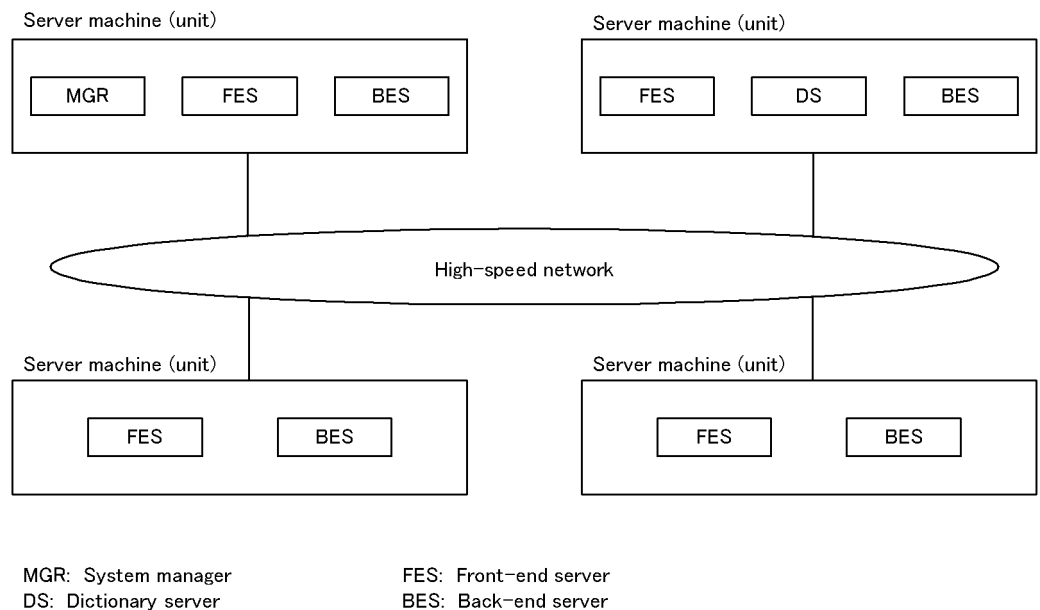 Server machine (unit)
Server machine (unit)
MGR
FES
BES
FES
DS
BES
High-speed network
Server machine (unit)
Server machine (unit)
FES
BES
FES
BES
MGR: System manager
FES: Front-end server
DS: Dictionary server
BES: Back-end server